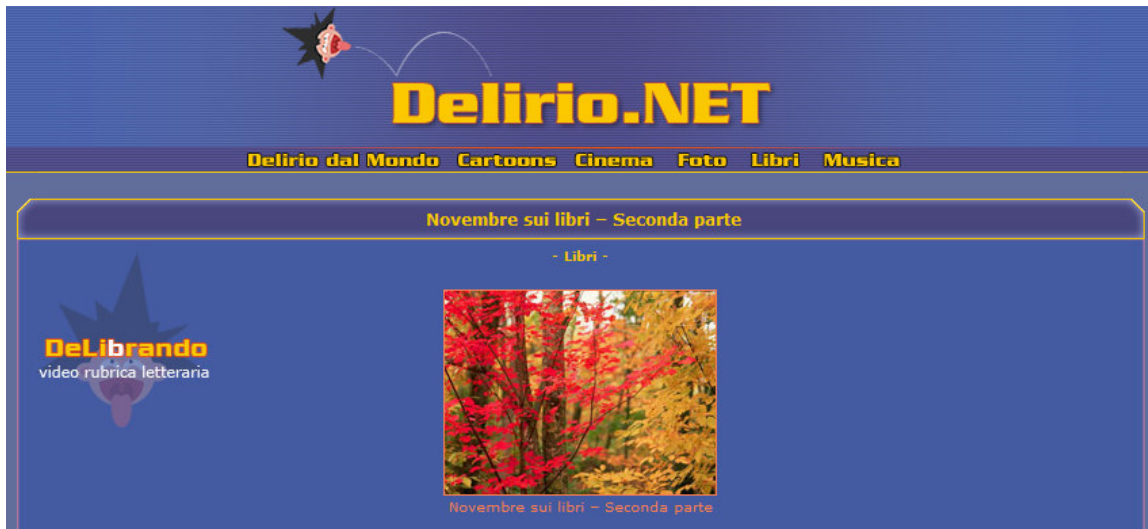 Delirio.NET
Delirio dal Mondo Cartoons Cinema Foto Libri Musica
Novembre sui libri – Seconda parte
- Libri -
DeLibrando
video rubrica letteraria
Novembre sui libri – Seconda parte